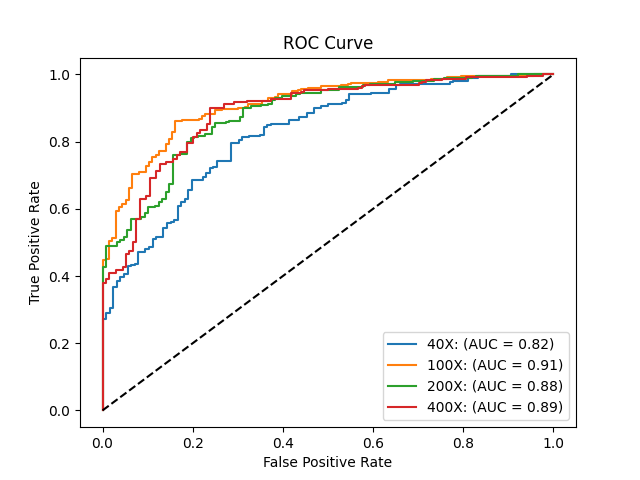 ROC Curve
1.0
0.8
0.6
0.4
0.2
0.0
True Positive Rate
0.0 0.2 0.4 0.6 0.8 1.0
False Positive Rate
40X: (AUC = 0.82)
100X: (AUC = 0.91)
200X: (AUC = 0.88)
400X: (AUC = 0.89)